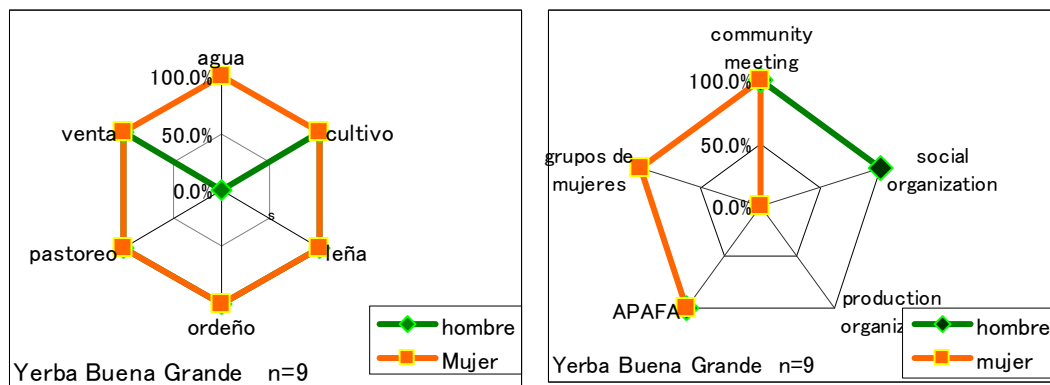 agua
100.0%
venta
cultivo
50.0%
0.0%
s
pastoreo
leña
ordeño
hombre
Mujer
Yerba Buena Grande n=9
community
meeting
100.0%
50.0%
grupos de
mujeres
social
organization
0.0%
APAFA
production
organiz
hombre
mujer
Yerba Buena Grande n=9